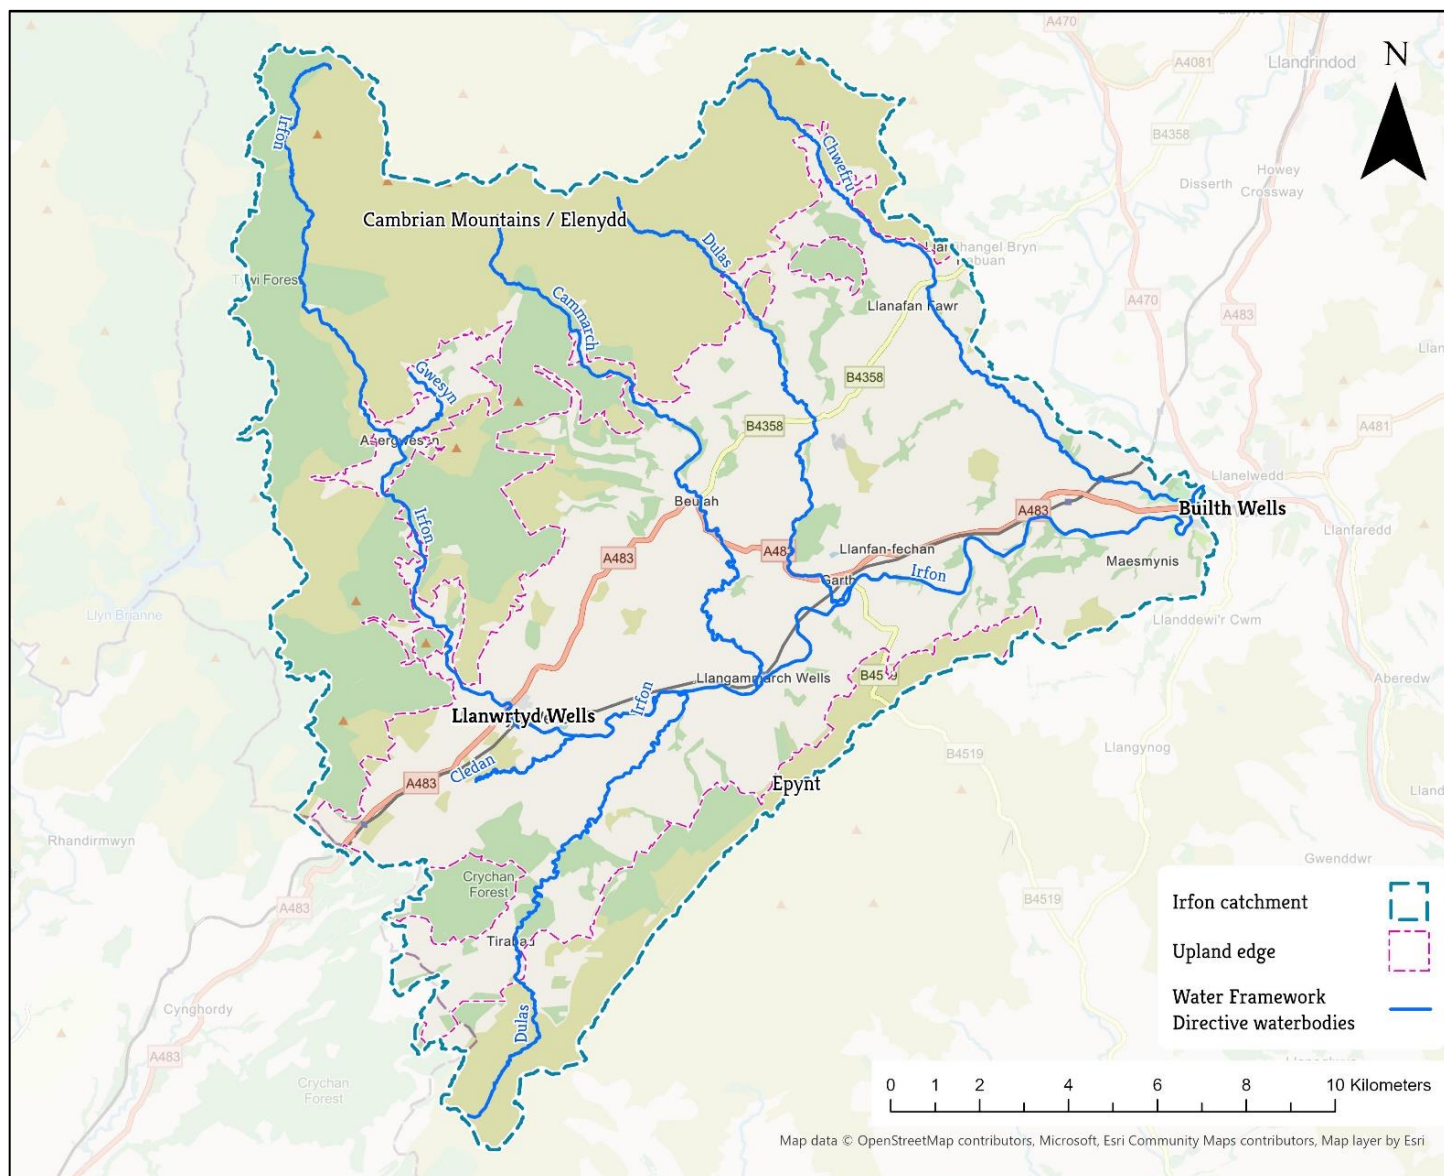 A470
A4081
Llandrindod
N
B4358
Irfon
Chwefru
Howey
Crossway
Disserth
Cambrian Mountains / Elenydd
Dulas
Cammarch
Llanafan Fawr
A470
A483
Gwesyn
B4358
B4358
A481
Irfon
Beulah
Llanelwedd
A483
Builth Wells
Llanfaredd
A483
A483
Llanfan-fechan
Maesmynis
Garth
Irfon
Llyn Brianne
Llanddewi'r Cwm
Llangammarch Wells
Aberedw
Irfon
Llanwrtyd Wells
Llangynog
B4519
Cledan
A483
Epynt
Rhandirmwyn
Gwenddwr
Crychan
Forest
A483
B4519
Tirabad
Cynghordy
Dulas
A483
Crychan
Forest
Irfon catchment
Upland edge
Water Framework
Directive waterbodies
0 1 2 4 6 8 10 Kilometers
Map data © OpenStreetMap contributors, Microsoft, Esri Community Maps contributors, Map layer by Esri